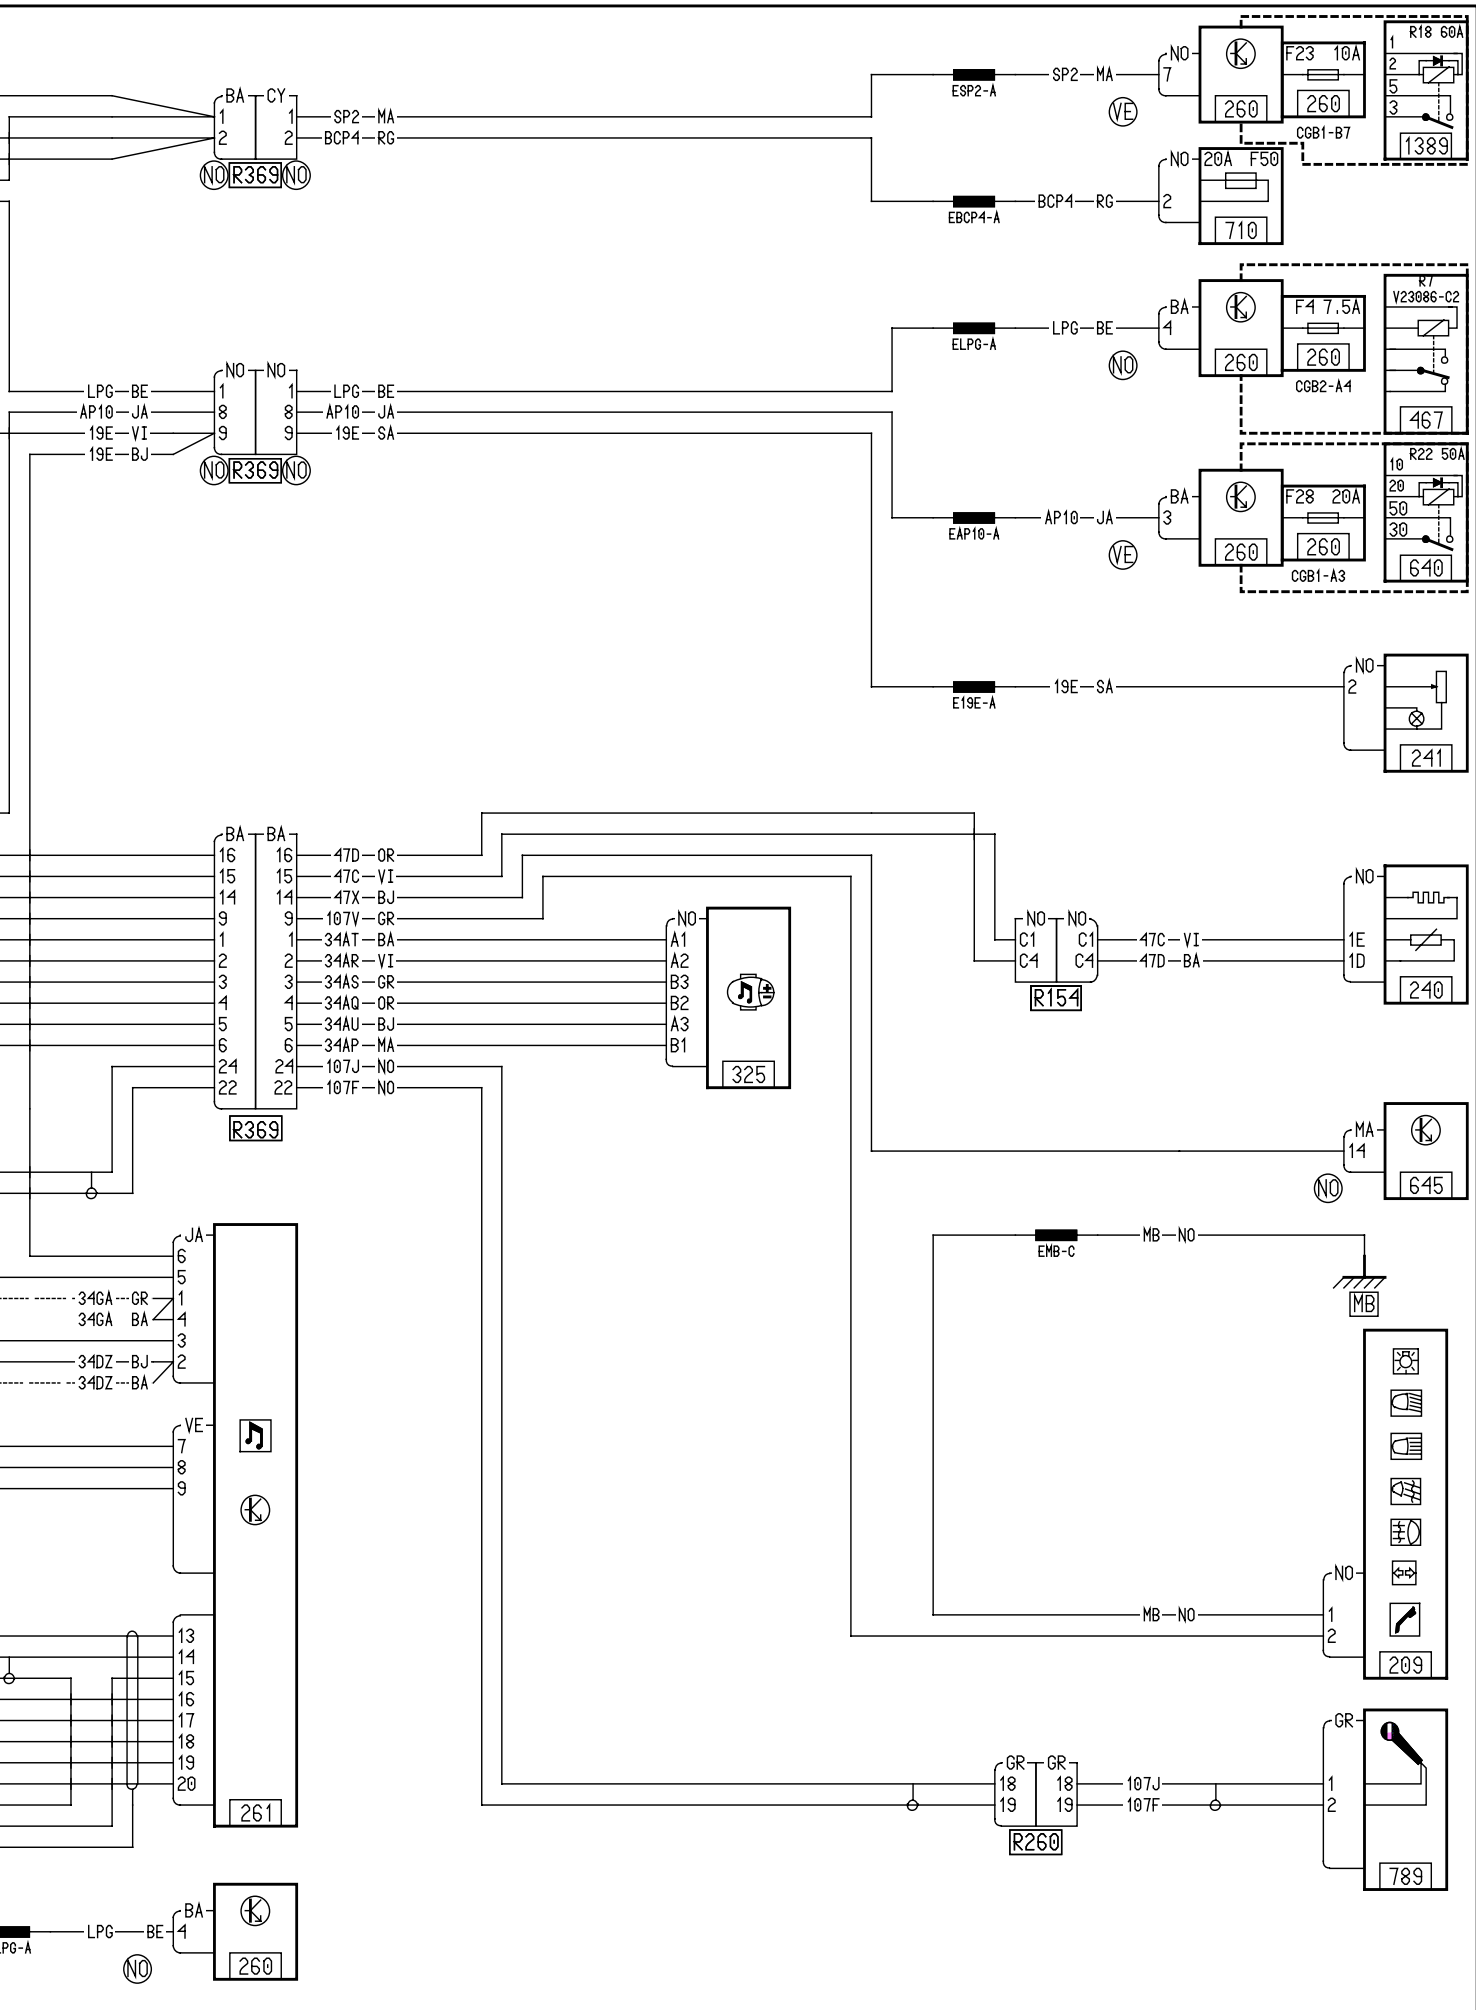 R18 60A
NO
F23 10A
1
2
5
3
SP2 MA
7
ESP2-A
VE
260
260
CGB1-B7
1389
BA CY
1 1 SP2 MA
2 2 BCP4 RG
NO R369 NO
NO 20A F50
BCP4 RG 2
EBCP4-A
710
R7
V23086-C2
BA
F4 7.5A
LPG BE 4
ELPG-A
NO
260
260
CGB2-A4
467
NO NO
LPG BE 1 1 LPG BE
AP10 JA 8 8 AP10 JA
19E VI 9 9 19E SA
19E BJ
NO R369 NO
R22 50A
10
20
50
30
BA
F28 20A
AP10 JA 3
EAP10-A
VE
260
260
CGB1-A3
640
NO
19E SA 2
E19E-A
241
BA BA
16 16 47D OR
15 15 47C VI
14 14 47X BJ
9 9 107V GR
1 1 34AT BA
2 2 34AR VI
3 3 34AS GR
4 4 34AQ OR
5 5 34AU BJ
6 6 34AP MA
24 24 107J NO
22 22 107F NO
R369
NO
A1
A2
B3
B2
A3
B1
325
NO NO
C1 C1 47C VI
C4 C4 47D BA
R154
NO
1E
1D
240
MA
14
NO
645
MB NO
EMB-C
MB
JA
6
5
34GA GR 1
34GA BA 4
3
34DZ BJ 2
34DZ BA
VE
7
8
9
13
14
15
16
17
18
19
20
261
NO
MB NO 1
2
209
GR GR
18 18 107J
19 19 107F
R260
GR
1
2
789
BA
LPG BE 4
PG-A
NO
260